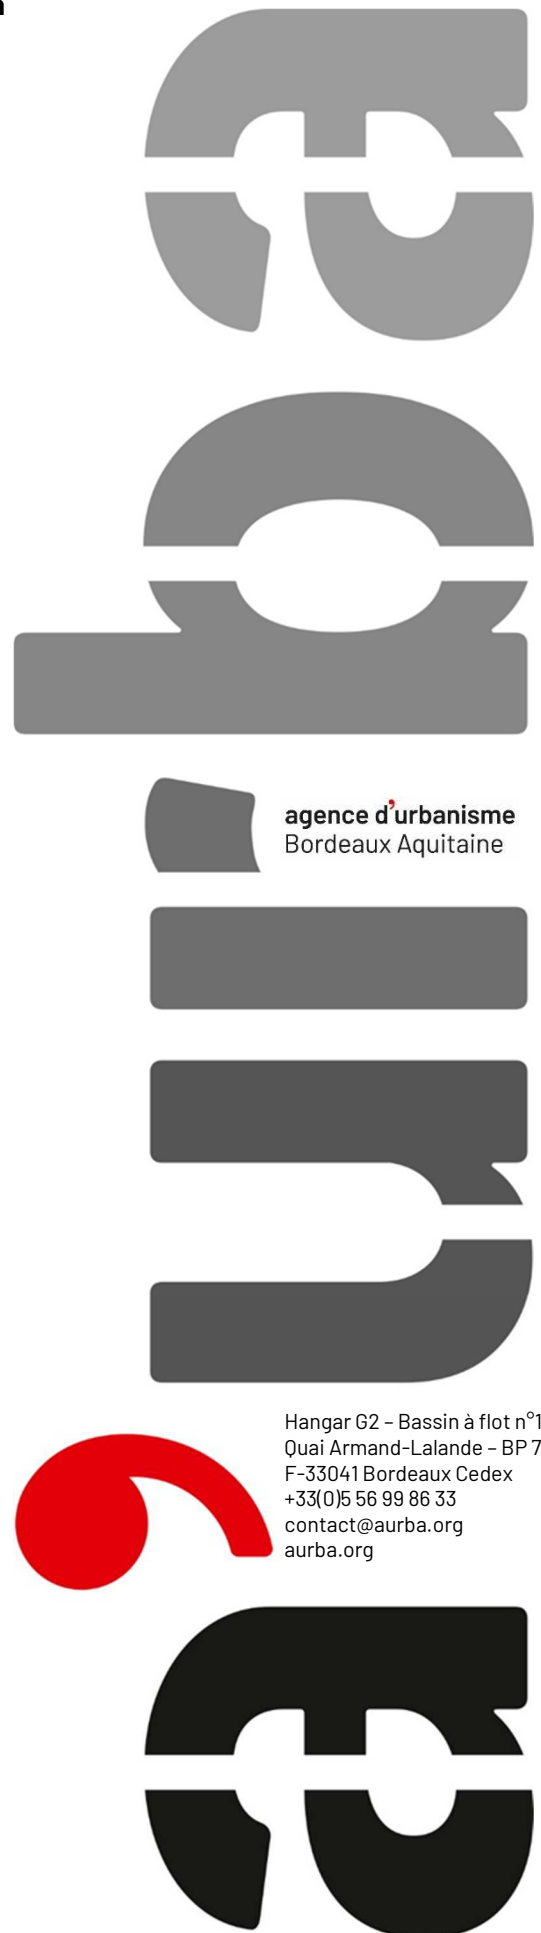 a'urba
agence d'urbanisme
Bordeaux Aquitaine
Hangar G2 – Bassin à flot n°1
Quai Armand-Lalande – BP 7
F-33041 Bordeaux Cedex
+33(0)5 56 99 86 33
contact@aurba.org
aurba.org